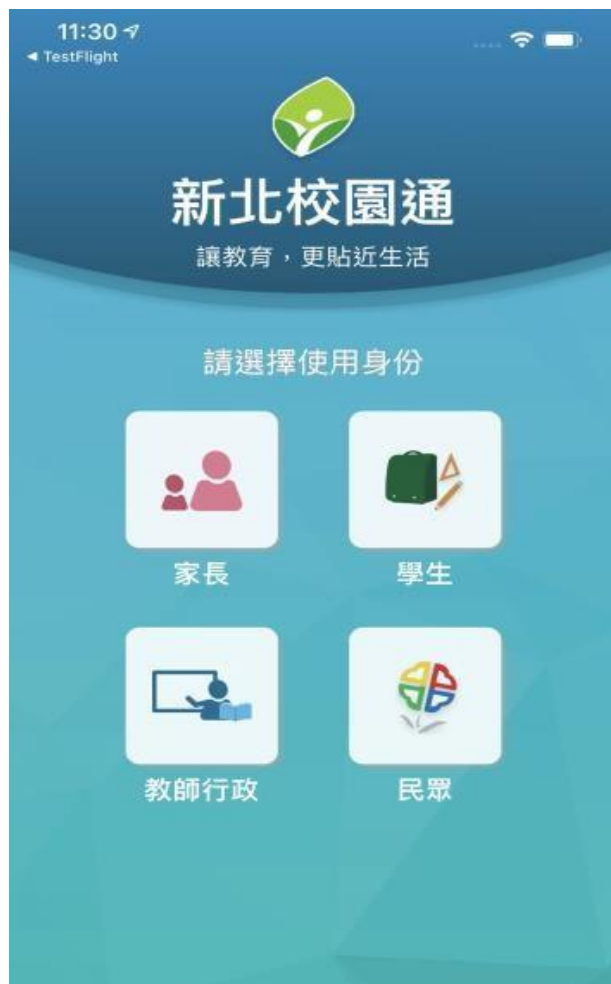 11:30
◀ TestFlight
新北校園通
讓教育，更貼近生活
請選擇使用身份
家長
學生
教師行政
民眾